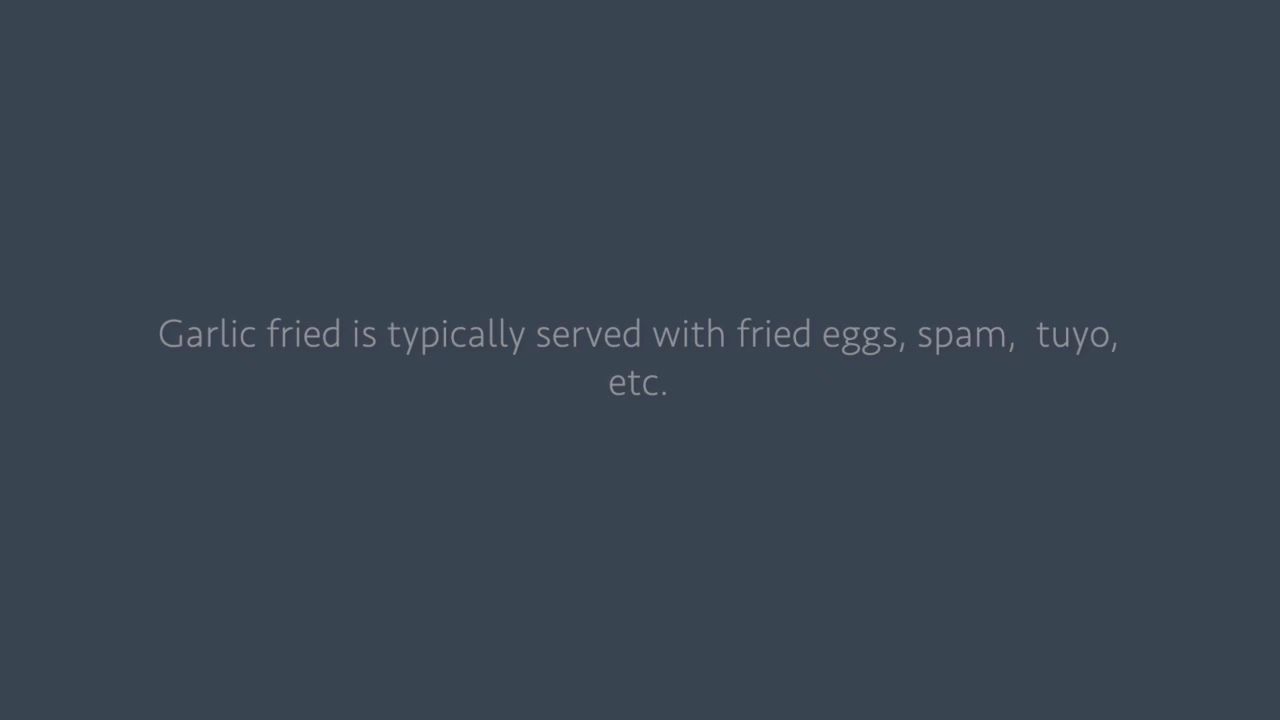 Garlic fried is typically served with fried eggs, spam,  tuyo,
etc.